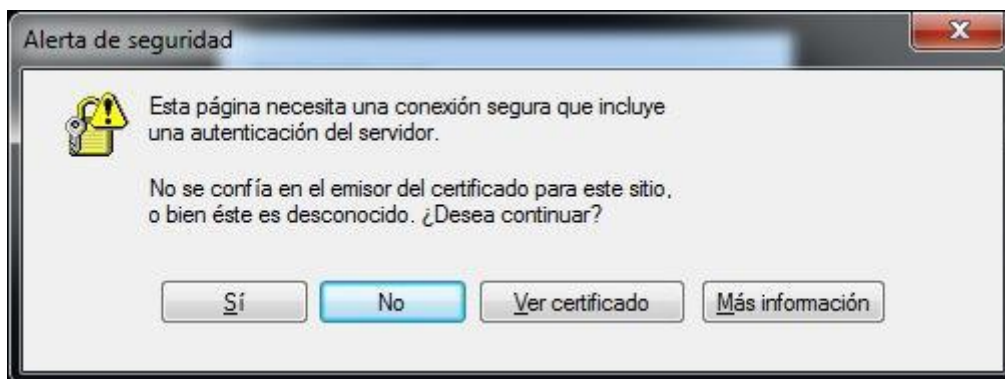 Alerta de seguridad
Esta página necesita una conexión segura que incluye
una autenticación del servidor.
No se confía en el emisor del certificado para este sitio,
o bien éste es desconocido. ¿Desea continuar?
Sí No Ver certificado Más información